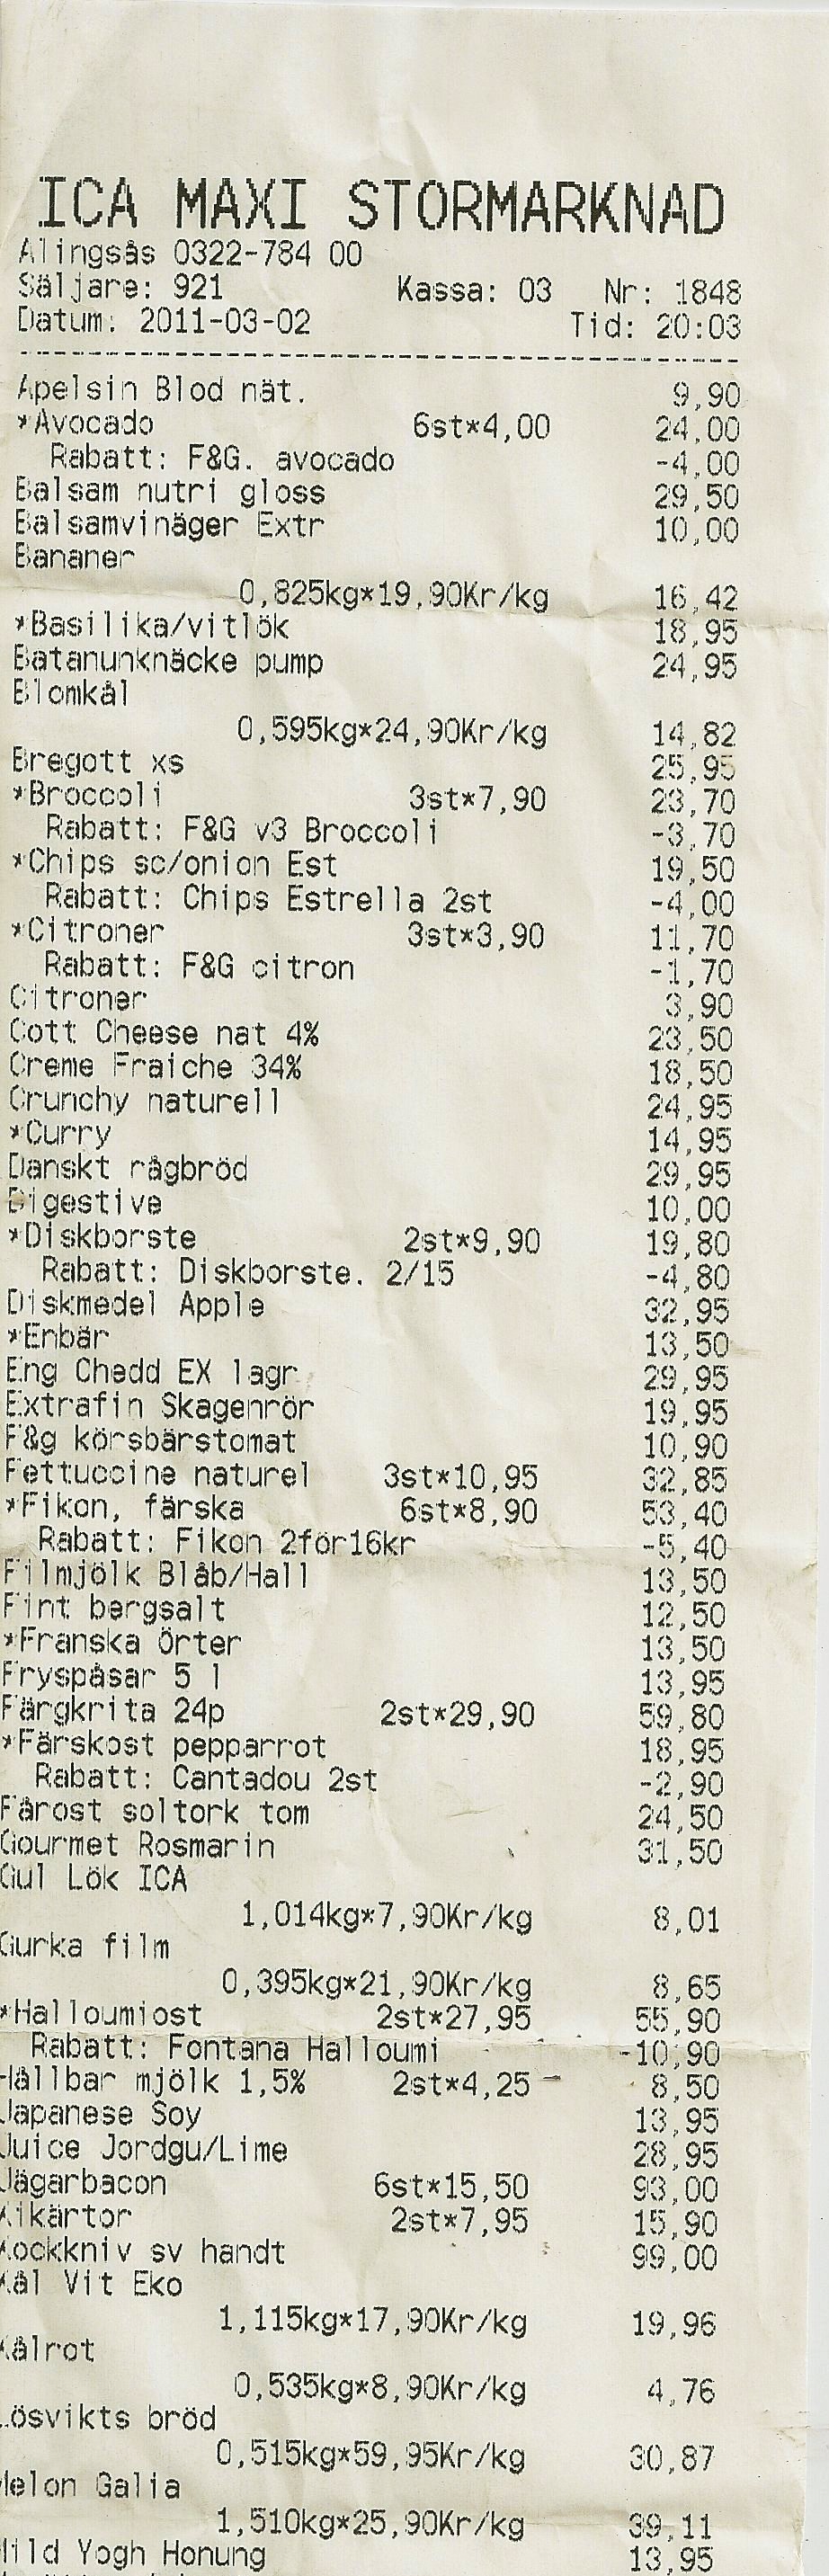 ICA MAXI STORMARKNAD
Alingsås 0322-784 00
Säljare: 921 Kassa: 03 Nr: 1848
Datum: 2011-03-02 Tid: 20:03
Apelsin Blod nät. 9,90
*Avocado 6st*4,00 24,00
Rabatt: F&G. avocado -4,00
Balsam nutri gloss 29,50
Balsamvinäger Extr 10,00
Bananer
0,825kg*19,90Kr/kg 16,42
*Basilika/vitlök 18,95
Batanunknäcke pump 24,95
Blomkål
0,595kg*24,90Kr/kg 14,82
Bregott xs 25,95
*Broccoli 3st*7,90 23,70
Rabatt: F&G v3 Broccoli -3,70
*Chips sc/onion Est 19,50
Rabatt: Chips Estrella 2st -4,00
*Citroner 3st*3,90 11,70
Rabatt: F&G citron -1,70
Citroner 3,90
Cott Cheese nat 4% 23,50
Creme Fraiche 34% 18,50
Crunchy naturell 24,95
*Curry 14,95
Danskt rågbröd 29,95
Digestive 10,00
*Diskborste 2st*9,90 19,80
Rabatt: Diskborste. 2/15 -4,80
Diskmedel Apple 32,95
*Enbär 13,50
Eng Chedd EX lagr 29,95
Extrafin Skagenrör 19,95
F&g körsbärstomat 10,90
Fettuccine naturel 3st*10,95 32,85
*Fikon, färska 6st*8,90 53,40
Rabatt: Fikon 2för16kr -5,40
Filmjölk Blåb/Hall 13,50
Fint bergsalt 12,50
*Franska Örter 13,50
Fryspåsar 5 l 13,95
Färgkrita 24p 2st*29,90 59,80
*Färskost pepparrot 18,95
Rabatt: Cantadou 2st -2,90
Fårost soltork tom 24,50
Gourmet Rosmarin 31,50
Gul Lök ICA
1,014kg*7,90Kr/kg 8,01
Gurka film
0,395kg*21,90Kr/kg 8,65
*Halloumiost 2st*27,95 55,90
Rabatt: Fontana Halloumi -10,90
Hållbar mjölk 1,5% 2st*4,25 8,50
Japanese Soy 13,95
Juice Jordgu/Lime 28,95
Jägarbacon 6st*15,50 93,00
Kikärtor 2st*7,95 15,90
Kockkniv sv handt 99,00
Kål Vit Eko
1,115kg*17,90Kr/kg 19,96
Kålrot
0,535kg*8,90Kr/kg 4,76
Lösvikts bröd
0,515kg*59,95Kr/kg 30,87
Melon Galia
1,510kg*25,90Kr/kg 39,11
Mild Yogh Honung 13,95